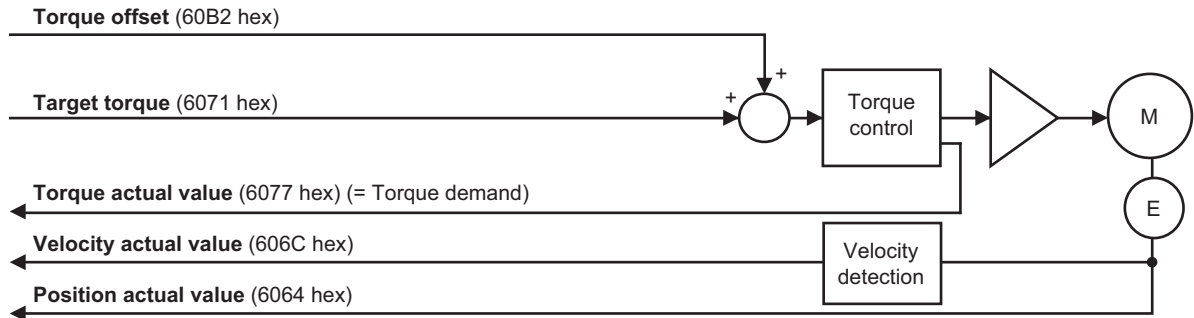 Torque offset (60B2 hex)
+
Target torque (6071 hex)
+
Torque
control
M
Torque actual value (6077 hex) (= Torque demand)
E
Velocity actual value (606C hex)
Velocity
detection
Position actual value (6064 hex)